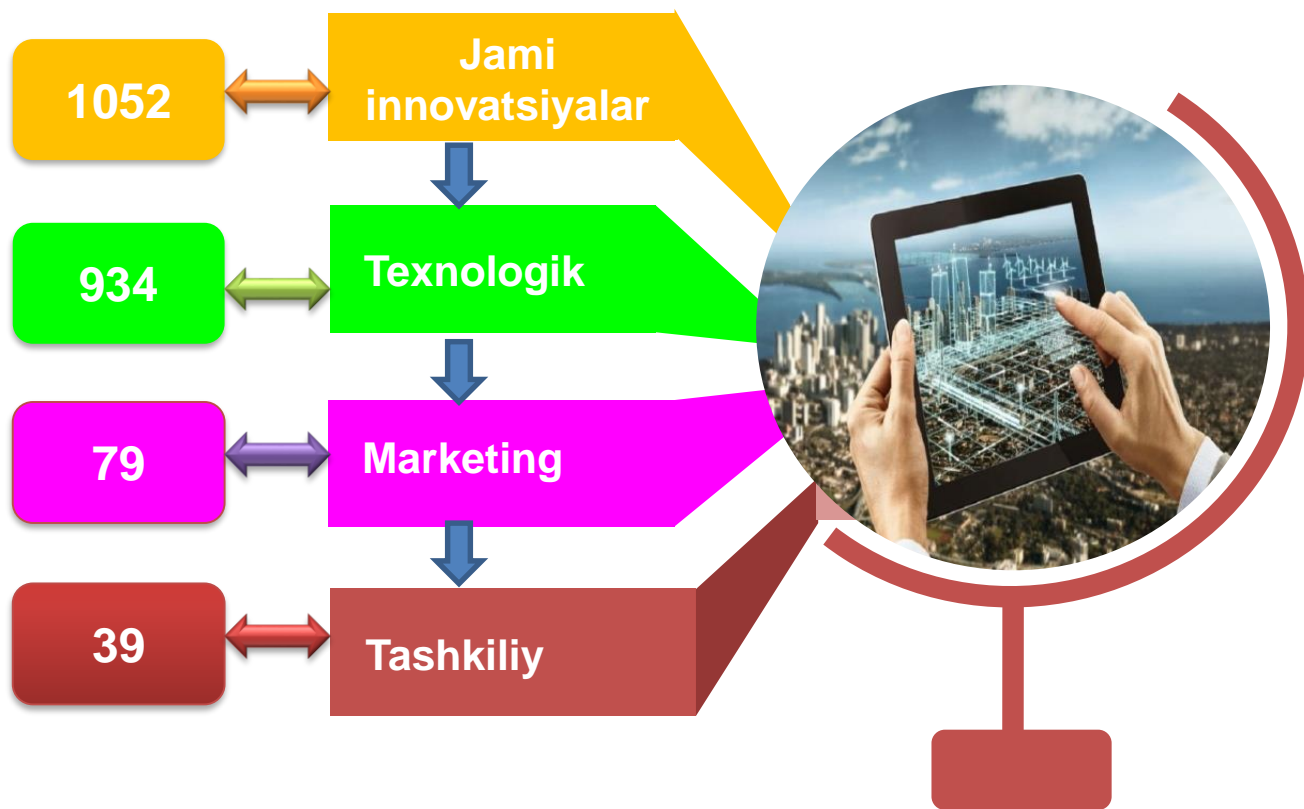 1052
Jami
innovatsiyalar
934
Texnologik
79
Marketing
39
Tashkiliy